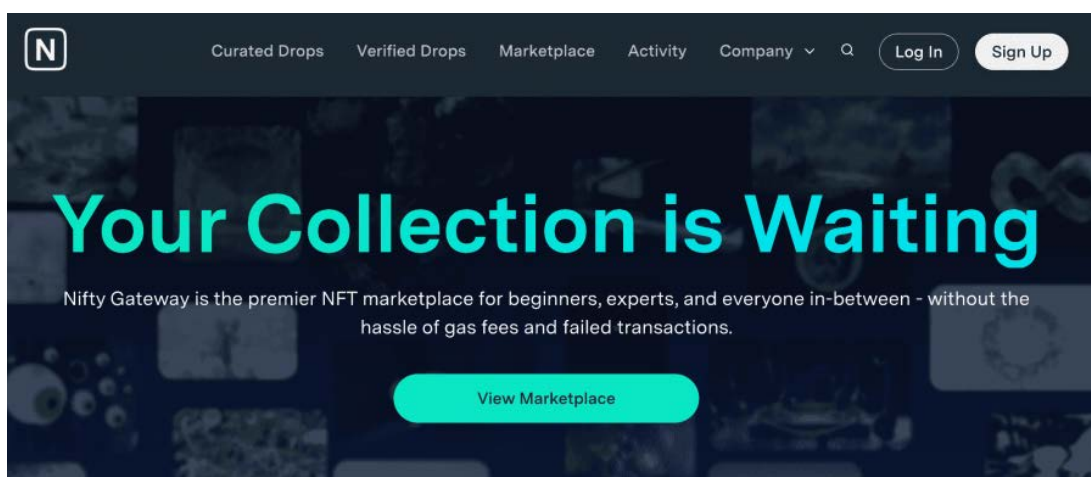 N
Curated Drops Verified Drops Marketplace Activity Company Log In Sign Up
Your Collection is Waiting
Nifty Gateway is the premier NFT marketplace for beginners, experts, and everyone in-between - without the
hassle of gas fees and failed transactions.
View Marketplace